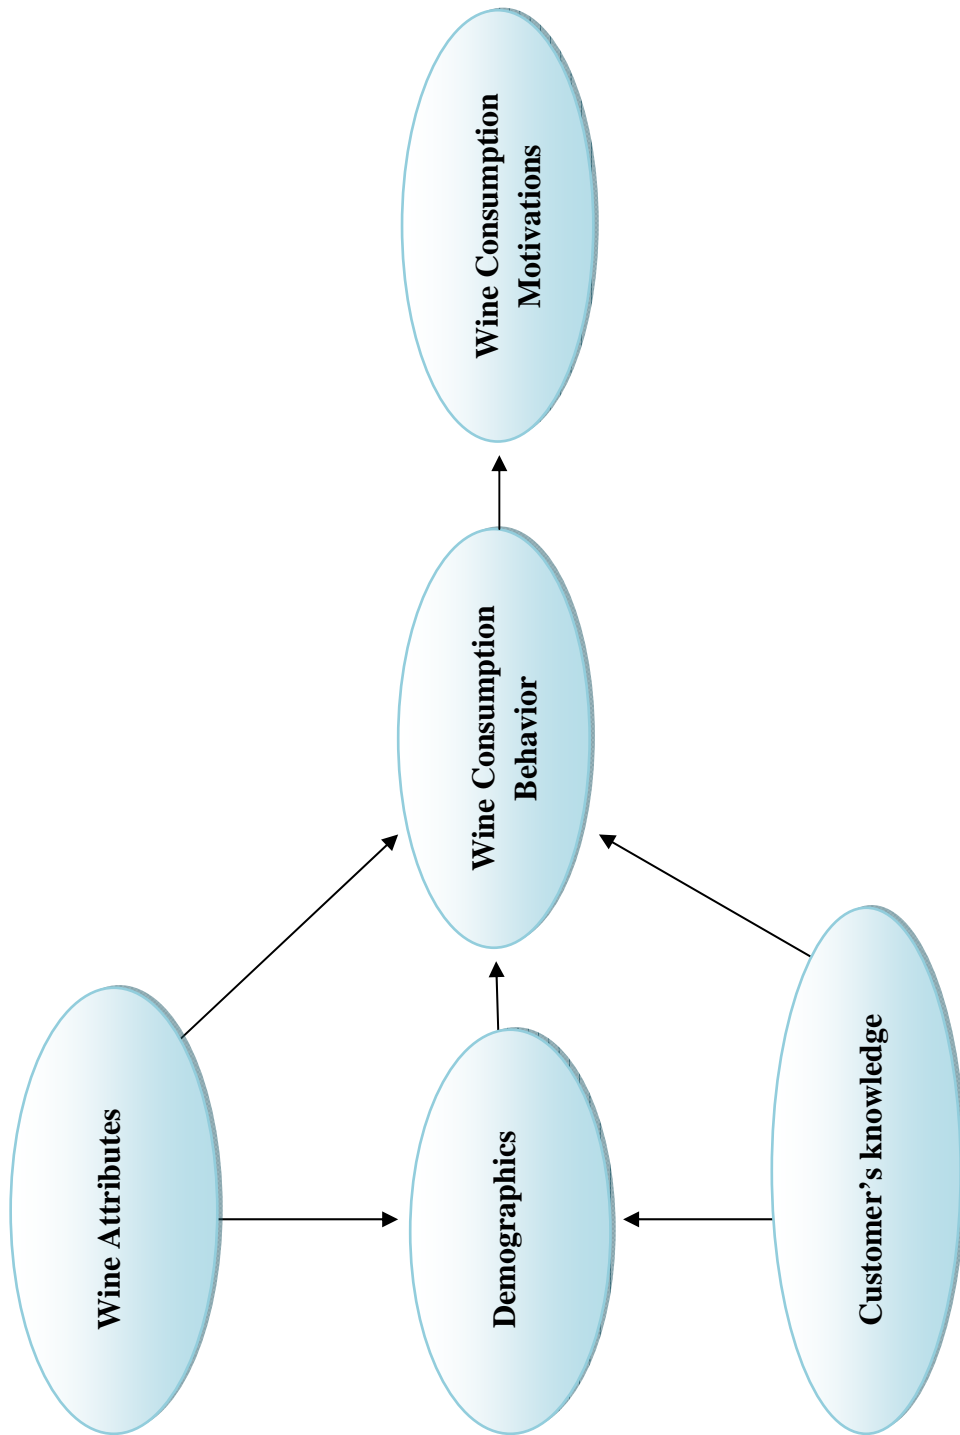 Wine Attributes
Demographics
Customer’s knowledge
Wine Consumption
Behavior
Wine Consumption
Motivations